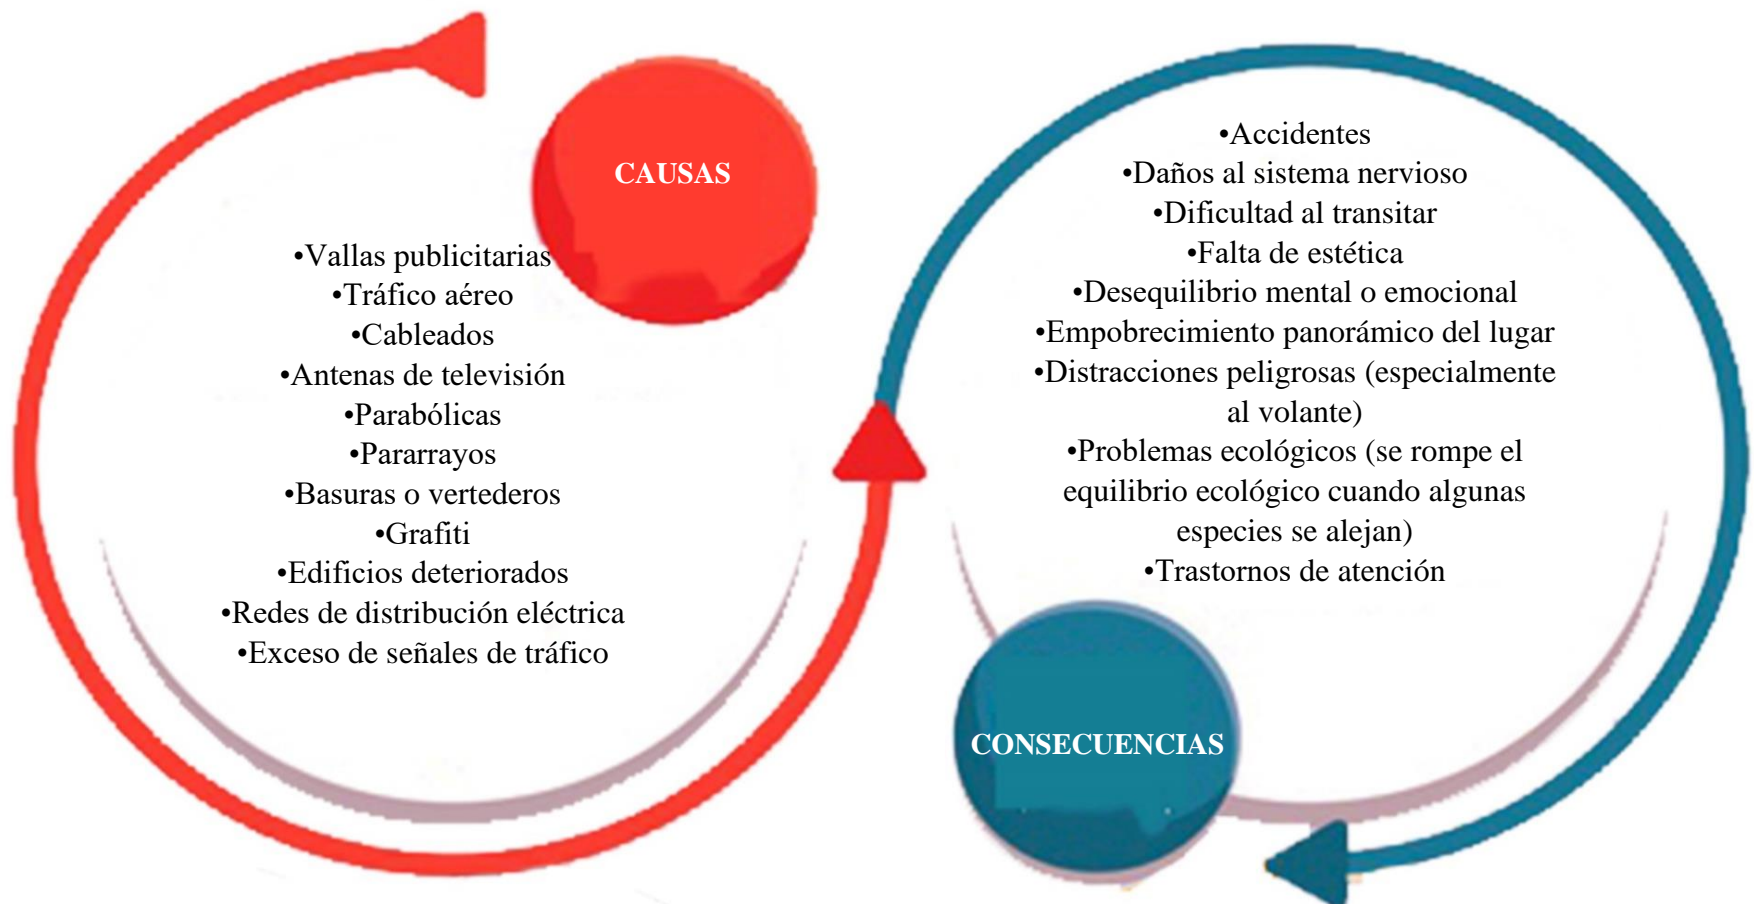 CAUSAS
•Vallas publicitarias
•Tráfico aéreo
•Cableados
•Antenas de televisión
•Parabólicas
•Pararrayos
•Basuras o vertederos
•Grafiti
•Edificios deteriorados
•Redes de distribución eléctrica
•Exceso de señales de tráfico
•Accidentes
•Daños al sistema nervioso
•Dificultad al transitar
•Falta de estética
•Desequilibrio mental o emocional
•Empobrecimiento panorámico del lugar
•Distracciones peligrosas (especialmente
al volante)
•Problemas ecológicos (se rompe el
equilibrio ecológico cuando algunas
especies se alejan)
•Trastornos de atención
CONSECUENCIAS